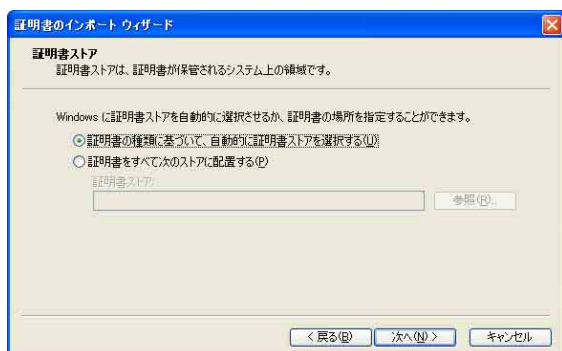 証明書のインポート ウィザード
証明書ストア
証明書ストアは、証明書が保管されるシステム上の領域です。
Windows に証明書ストアを自動的に選択させるか、証明書の場所を指定することができます。
証明書の種類に基づいて、自動的に証明書ストアを選択する(U)
証明書をすべて次のストアに配置する(P)
証明書ストア:
参照(R)...
< 戻る(B)
次へ(N) >
キャンセル